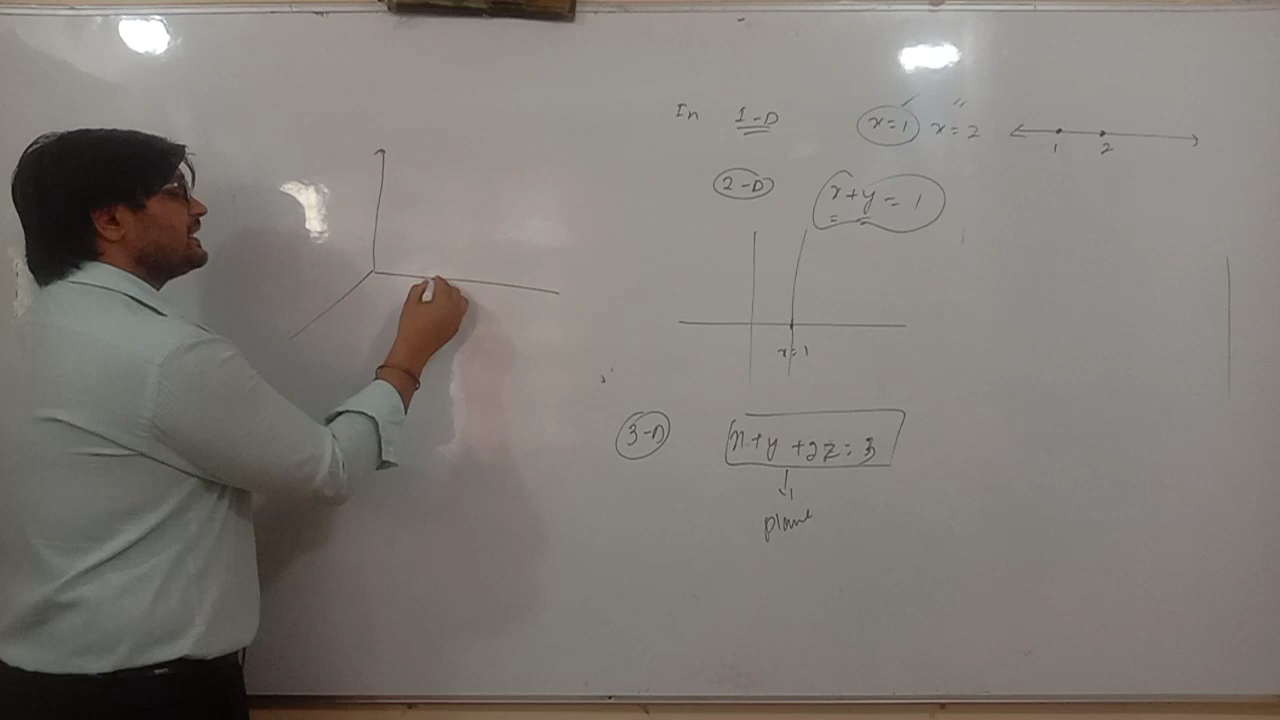 In 1-D x=1 x=2
1 2
2-D x+y = 1
x=1
3-D x+y+2z=3
plane